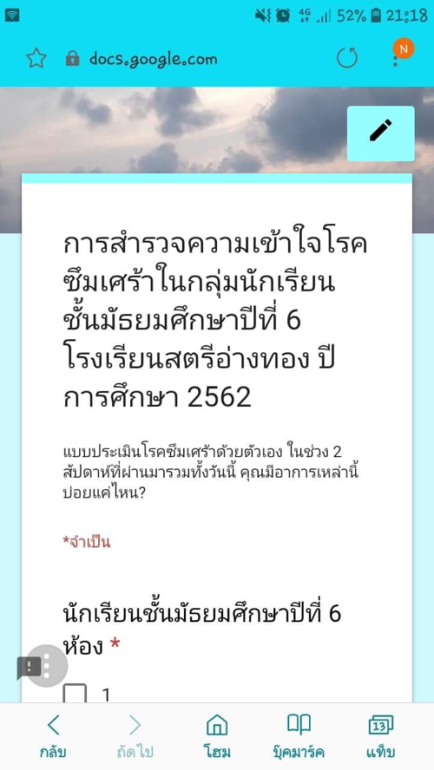 4G 52% 21:18
docs.google.com
N
การสำรวจความเข้าใจโรค
ซึมเศร้าในกลุ่มนักเรียน
ชั้นมัธยมศึกษาปีที่ 6
โรงเรียนสตรีอ่างทอง ปี
การศึกษา 2562
แบบประเมินโรคซึมเศร้าด้วยตัวเอง ในช่วง 2
สัปดาห์ที่ผ่านมารวมทั้งวันนี้ คุณมีอาการเหล่านี้
บ่อยแค่ไหน?
*จำเป็น
นักเรียนชั้นมัธยมศึกษาปีที่ 6
ห้อง *
1
13
กลับ ถัดไป โฮม บุ๊คมาร์ค แท็บ